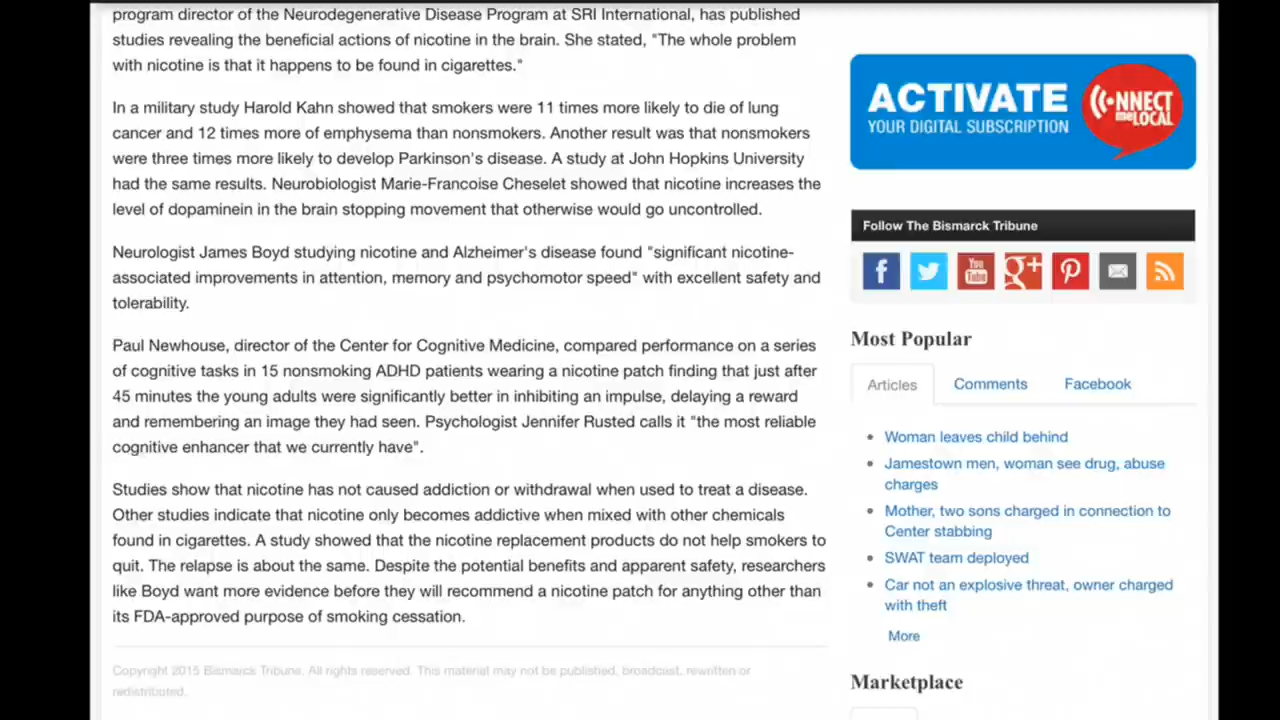 program director of the Neurodegenerative Disease Program at SRI International, has published
studies revealing the beneficial actions of nicotine in the brain. She stated, "The whole problem
with nicotine is that it happens to be found in cigarettes."
In a military study Harold Kahn showed that smokers were 11 times more likely to die of lung
cancer and 12 times more of emphysema than nonsmokers. Another result was that nonsmokers
were three times more likely to develop Parkinson's disease. A study at John Hopkins University
had the same results. Neurobiologist Marie-Francoise Cheselet showed that nicotine increases the
level of dopaminein in the brain stopping movement that otherwise would go uncontrolled.
Neurologist James Boyd studying nicotine and Alzheimer's disease found "significant nicotine-
associated improvements in attention, memory and psychomotor speed" with excellent safety and
tolerability.
Paul Newhouse, director of the Center for Cognitive Medicine, compared performance on a series
of cognitive tasks in 15 nonsmoking ADHD patients wearing a nicotine patch finding that just after
45 minutes the young adults were significantly better in inhibiting an impulse, delaying a reward
and remembering an image they had seen. Psychologist Jennifer Rusted calls it "the most reliable
cognitive enhancer that we currently have".
Studies show that nicotine has not caused addiction or withdrawal when used to treat a disease.
Other studies indicate that nicotine only becomes addictive when mixed with other chemicals
found in cigarettes. A study showed that the nicotine replacement products do not help smokers to
quit. The relapse is about the same. Despite the potential benefits and apparent safety, researchers
like Boyd want more evidence before they will recommend a nicotine patch for anything other than
its FDA-approved purpose of smoking cessation.
Copyright 2015 Bismarck Tribune. All rights reserved. This material may not be published, broadcast, rewritten or
redistributed.
ACTIVATE
YOUR DIGITAL SUBSCRIPTION
NNECT
me LOCAL
Follow The Bismarck Tribune
You
Tube
g+
Most Popular
Articles Comments Facebook
Woman leaves child behind
Jamestown men, woman see drug, abuse
charges
Mother, two sons charged in connection to
Center stabbing
SWAT team deployed
Car not an explosive threat, owner charged
with theft
More
Marketplace